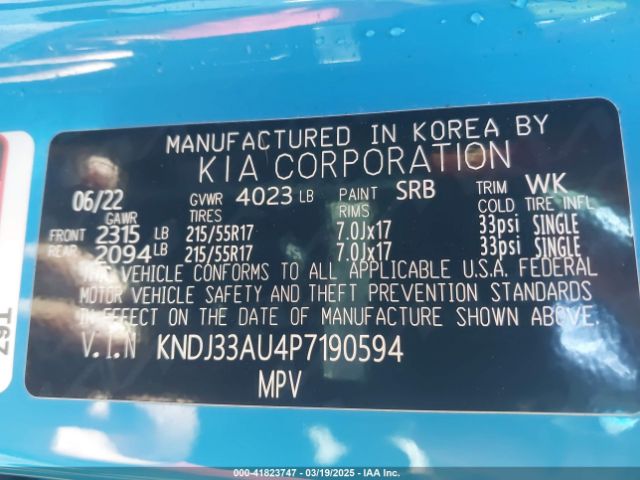 MANUFACTURED IN KOREA BY
KIA CORPORATION
06/22 GVWR 4023 LB PAINT SRB TRIM WK
GAWR TIRES RIMS COLD TIRE INFL
FRONT 2315 LB 215/55R17 7.0Jx17 33psi SINGLE
REAR 2094 LB 215/55R17 7.0Jx17 33psi SINGLE
THIS VEHICLE CONFORMS TO ALL APPLICABLE U.S.A. FEDERAL
MOTOR VEHICLE SAFETY AND THEFT PREVENTION STANDARDS
IN EFFECT ON THE DATE OF MANUFACTURE SHOWN ABOVE.
V.I.N KNDJ33AU4P7190594
MPV
000-41823747 - 03/19/2025 - IAA Inc.